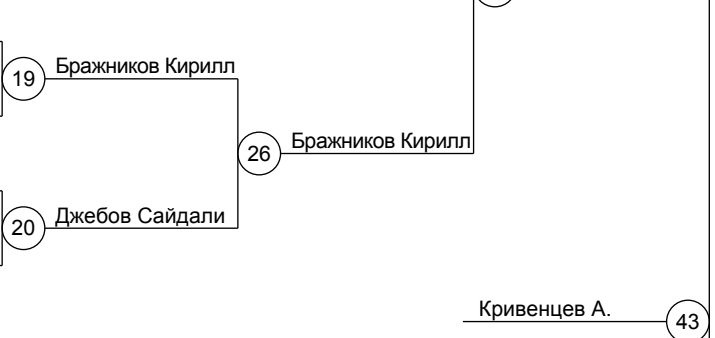 19 Бражников Кирилл
26 Бражников Кирилл
20 Джебов Сайдали
Кривенцев А. 43